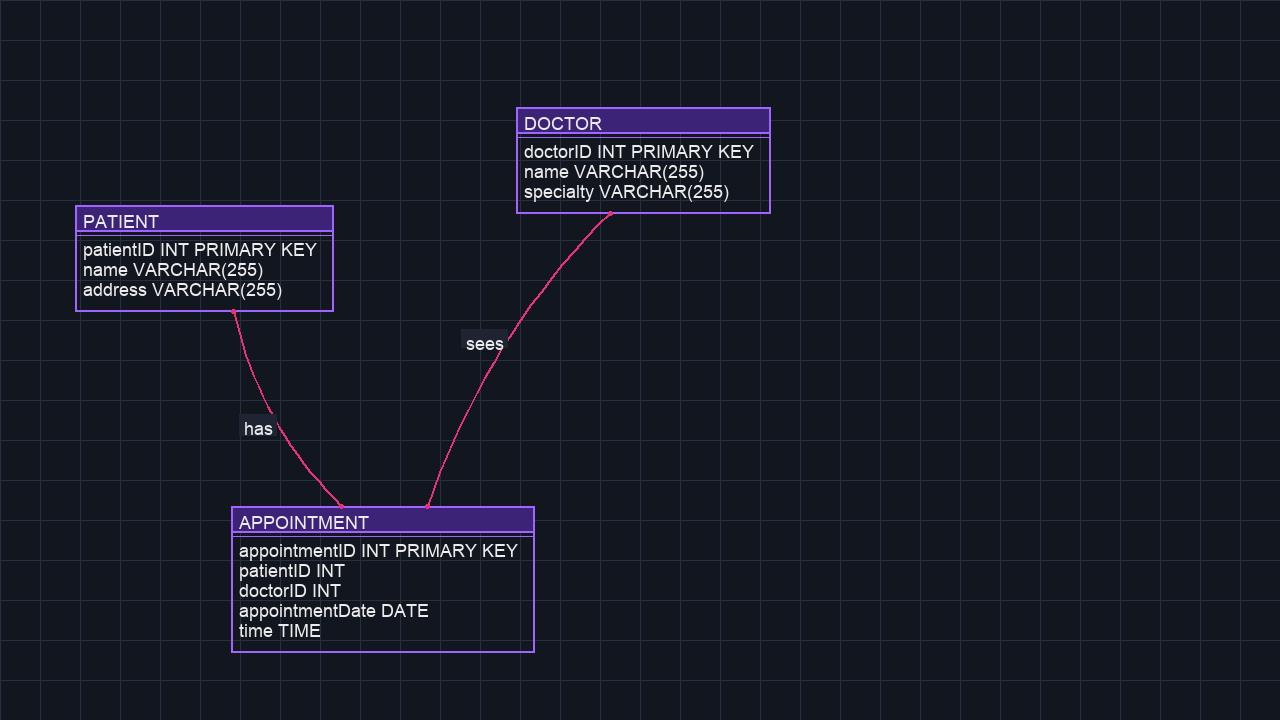 DOCTOR
doctorID INT PRIMARY KEY
name VARCHAR(255)
specialty VARCHAR(255)
PATIENT
patientID INT PRIMARY KEY
name VARCHAR(255)
address VARCHAR(255)
sees
has
APPOINTMENT
appointmentID INT PRIMARY KEY
patientID INT
doctorID INT
appointmentDate DATE
time TIME